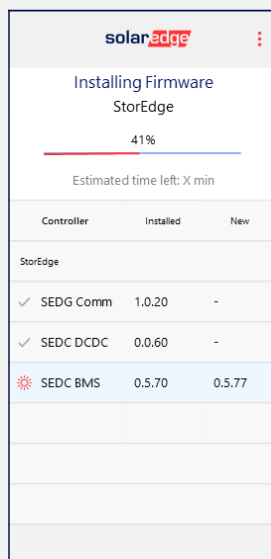 solaredge
Installing Firmware
StorEdge
41%
Estimated time left: X min
Controller Installed New
StorEdge
SEDG Comm 1.0.20 -
SEDC DCDC 0.0.60 -
SEDC BMS 0.5.70 0.5.77